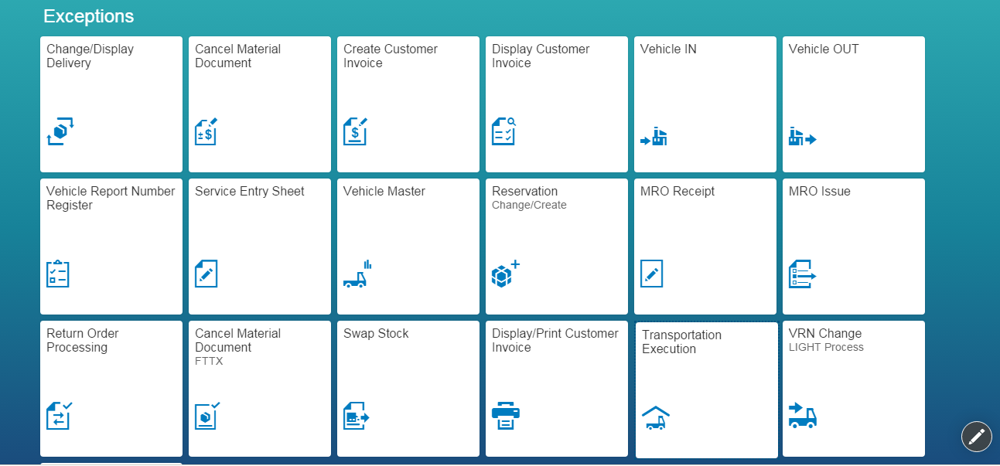 Exceptions
Change/Display
Delivery
Cancel Material
Document
Create Customer
Invoice
Display Customer
Invoice
Vehicle IN
Vehicle OUT
Vehicle Report Number
Register
Service Entry Sheet
Vehicle Master
Reservation
Change/Create
MRO Receipt
MRO Issue
Return Order
Processing
Cancel Material
Document
FTTX
Swap Stock
Display/Print Customer
Invoice
Transportation
Execution
VRN Change
LIGHT Process